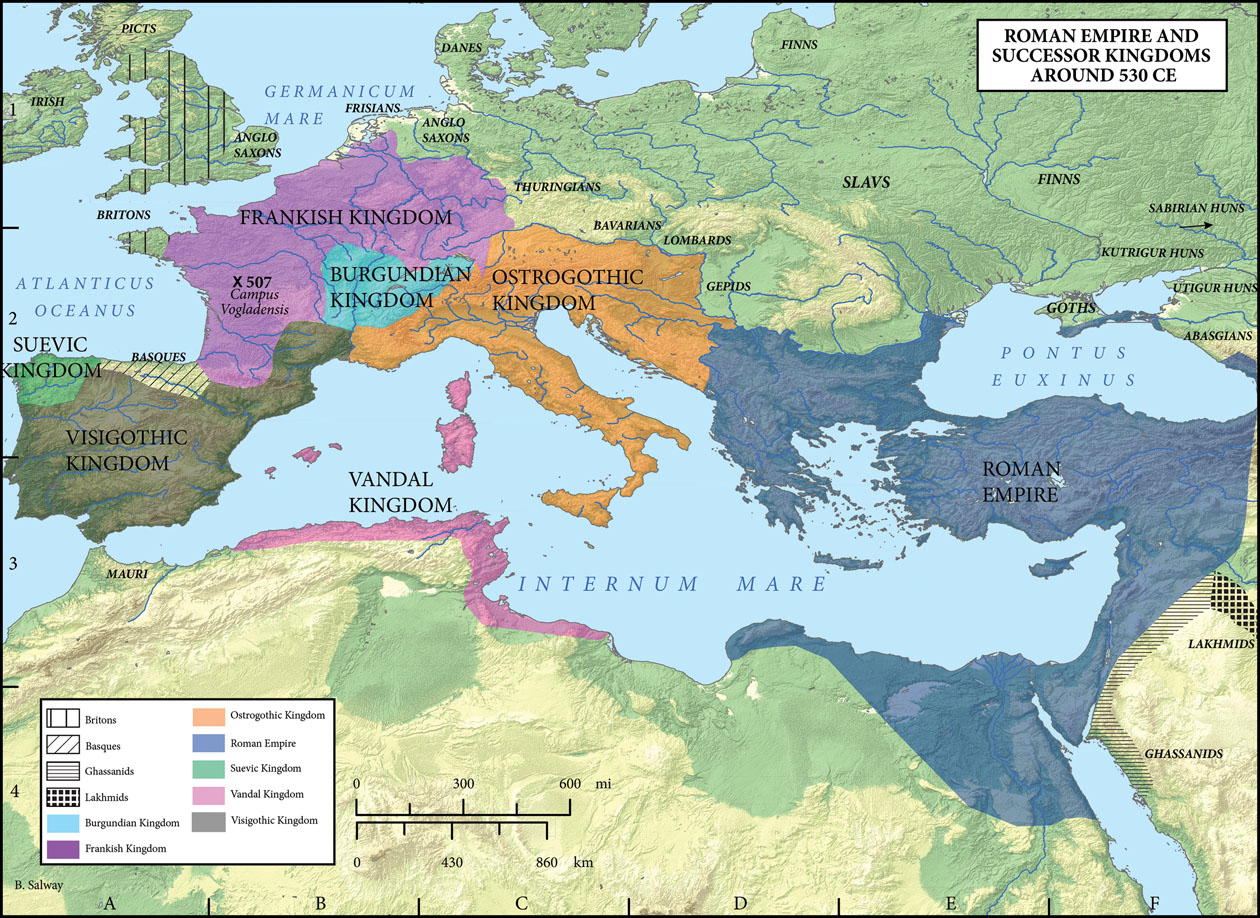 ROMAN EMPIRE AND
SUCCESSOR KINGDOMS
AROUND 530 CE
PICTS
DANES
FINNS
IRISH
1
GERMANICUM
MARE
FRISIANS
ANGLO
SAXONS
ANGLO
SAXONS
THURINGIANS
SLAVS
FINNS
BRITONS
FRANKISH KINGDOM
BAVARIANS
LOMBARDS
SABIRIAN HUNS
KUTRIGUR HUNS
ATLANTICUS
OCEANUS
X 507
Campus
Vogladensis
BURGUNDIAN
KINGDOM
OSTROGOTHIC
KINGDOM
GEPIDS
UTIGUR HUNS
GOTHS
2
ABASGIANS
SUEVIC
KINGDOM
BASQUES
PONTUS
EUXINUS
VISIGOTHIC
KINGDOM
VANDAL
KINGDOM
ROMAN
EMPIRE
3
MAURI
INTERNUM MARE
LAKHMIDS
GHASSANIDS
4
Britons
Basques
Ghassanids
Lakhmids
Burgundian Kingdom
Frankish Kingdom
Ostrogothic Kingdom
Roman Empire
Suevic Kingdom
Vandal Kingdom
Visigothic Kingdom
0 300 600 mi
0 430 860 km
B. Salway
A B C D E F